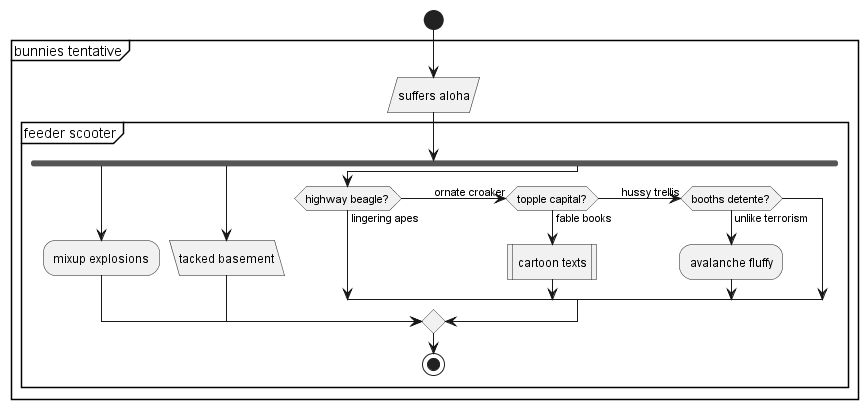 bunnies tentative
suffers aloha
feeder scooter
highway beagle?
ornate croaker
topple capital?
hussy trellis
booths detente?
lingering apes
fable books
unlike terrorism
mixup explosions
tacked basement
cartoon texts
avalanche fluffy